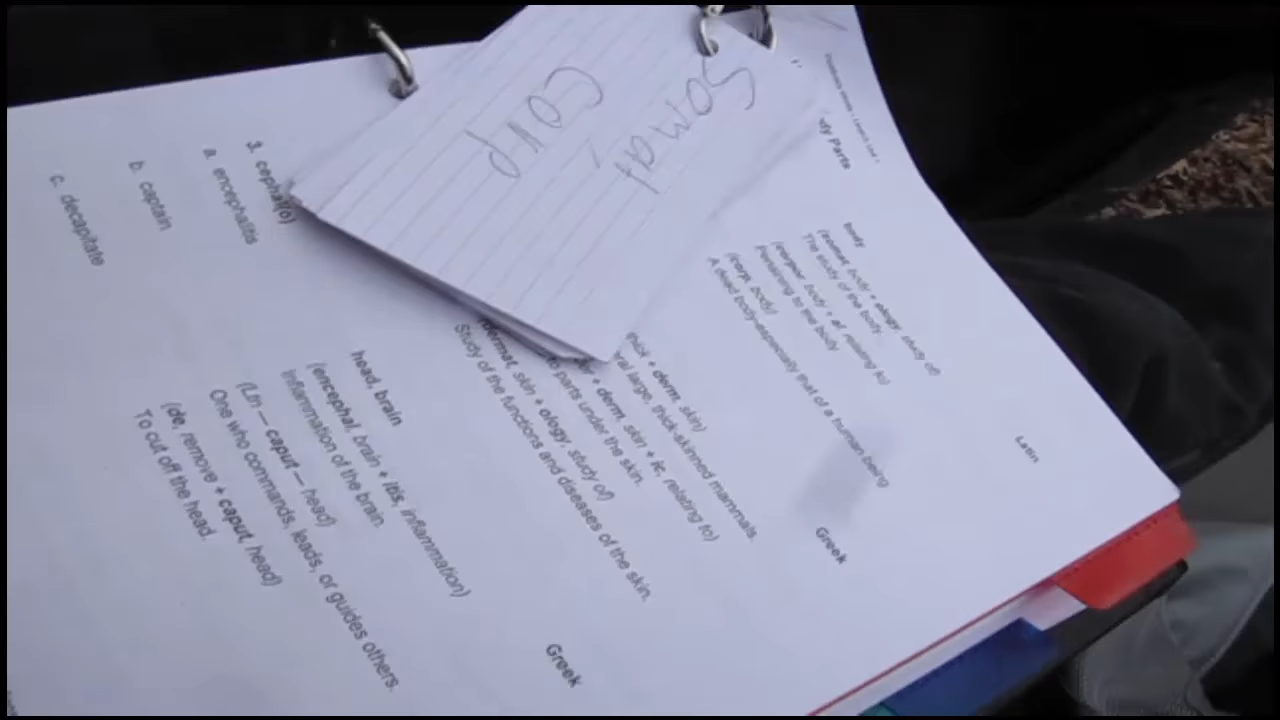 Somat,
corp
dy Parts
Latin
body
(somat, body + ology, study of)
The study of the body
(corpor, body + al, relating to)
Pertaining to the body
(corp, body)
A dead body-especially that of a human being
Greek
thick + derm, skin)
large, thick-skinned mammals.
+ derm, skin + ic, relating to)
to parts under the skin.
dermat, skin + ology, study of)
Study of the functions and diseases of the skin.
Greek
3. cephal(o)
head, brain
a. encephalitis
(encephal, brain + itis, inflammation)
Inflammation of the brain.
b. captain
(Ltn — caput — head)
One who commands, leads, or guides others.
c. decapitate
(de, remove + caput, head)
To cut off the head.